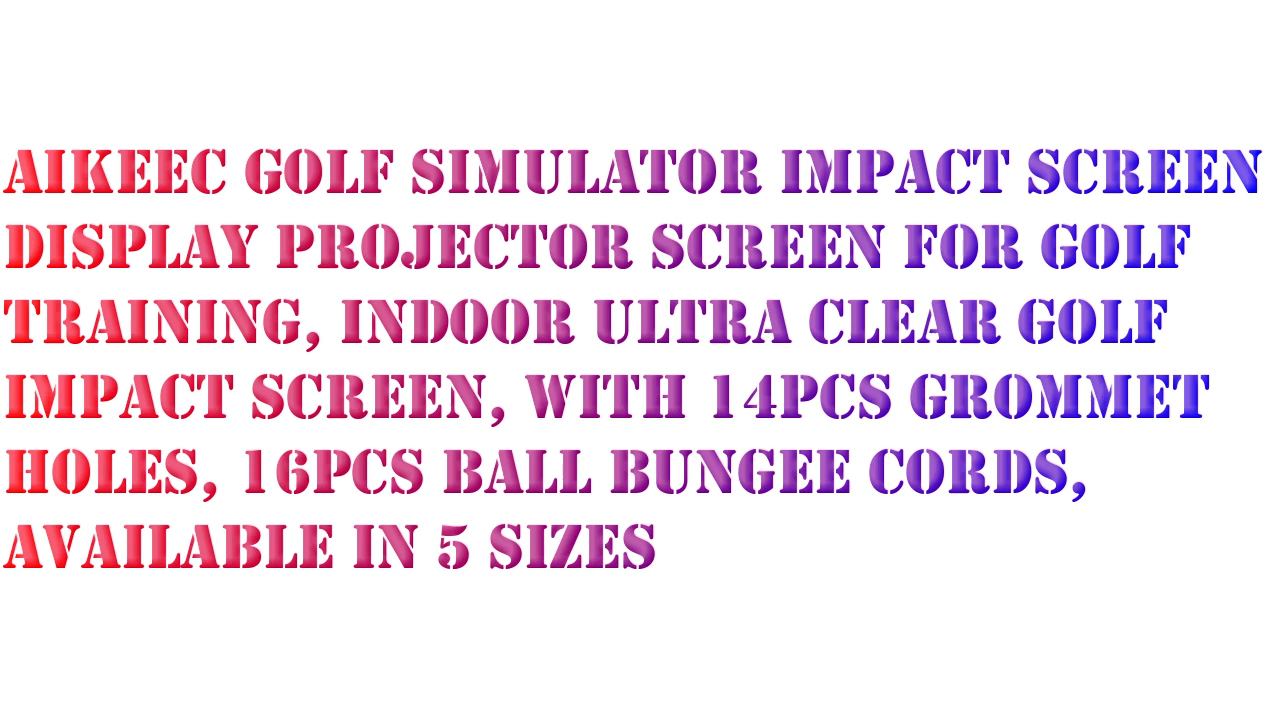 AIKEEC GOLF SIMULATOR IMPACT SCREEN
DISPLAY PROJECTOR SCREEN FOR GOLF
TRAINING, INDOOR ULTRA CLEAR GOLF
IMPACT SCREEN, WITH 14PCS GROMMET
HOLES, 16PCS BALL BUNGEE CORDS,
AVAILABLE IN 5 SIZES